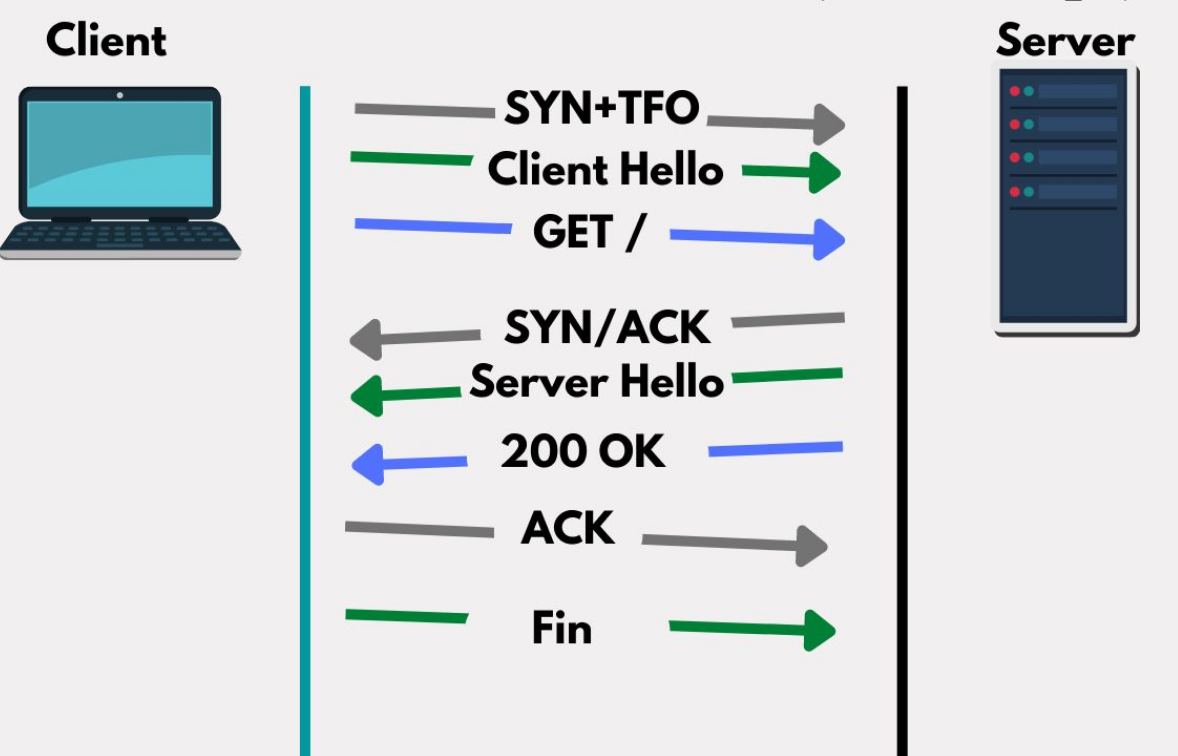 Client
Server
SYN+TFO
Client Hello
GET /
SYN/ACK
Server Hello
200 OK
ACK
Fin